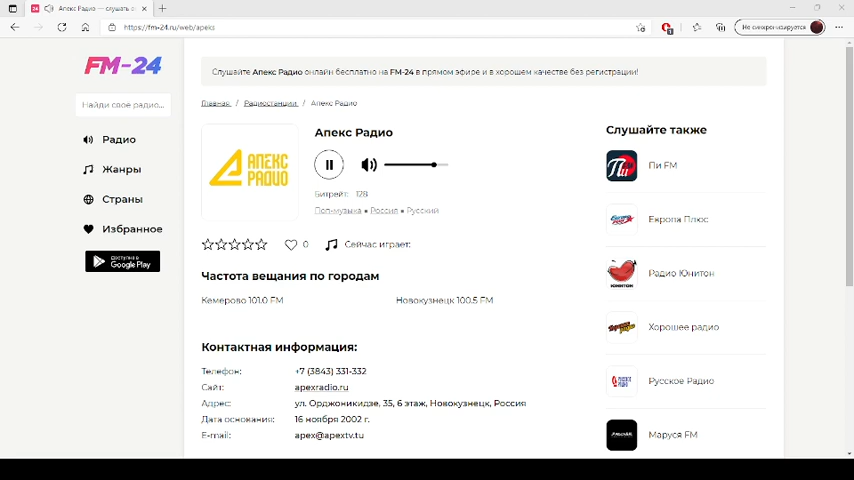 24 Апекс Радио — слушать о
https://fm-24.ru/web/apeks
1
Не синхронизируется
FM-24
Найди свое радио...
Радио
Жанры
Страны
Избранное
ДОСТУПНО В
Google Play
Слушайте Апекс Радио онлайн бесплатно на FM-24 в прямом эфире и в хорошем качестве без регистрации!
Главная / Радиостанции / Апекс Радио
АПЕКС
РАДИО
Апекс Радио
Битрейт: 128
Поп-музыка • Россия • Русский
0 Сейчас играет:
Частота вещания по городам
Кемерово 101.0 FM Новокузнецк 100.5 FM
Контактная информация:
Телефон: +7 (3843) 331-332
Сайт: apexradio.ru
Адрес: ул. Орджоникидзе, 35, 6 этаж, Новокузнецк, Россия
Дата основания: 16 ноября 2002 г.
E-mail: apex@apextv.tu
Слушайте также
Пи FM
Европа Плюс
Радио Юнитон
Хорошее радио
Русское Радио
Маруся FM